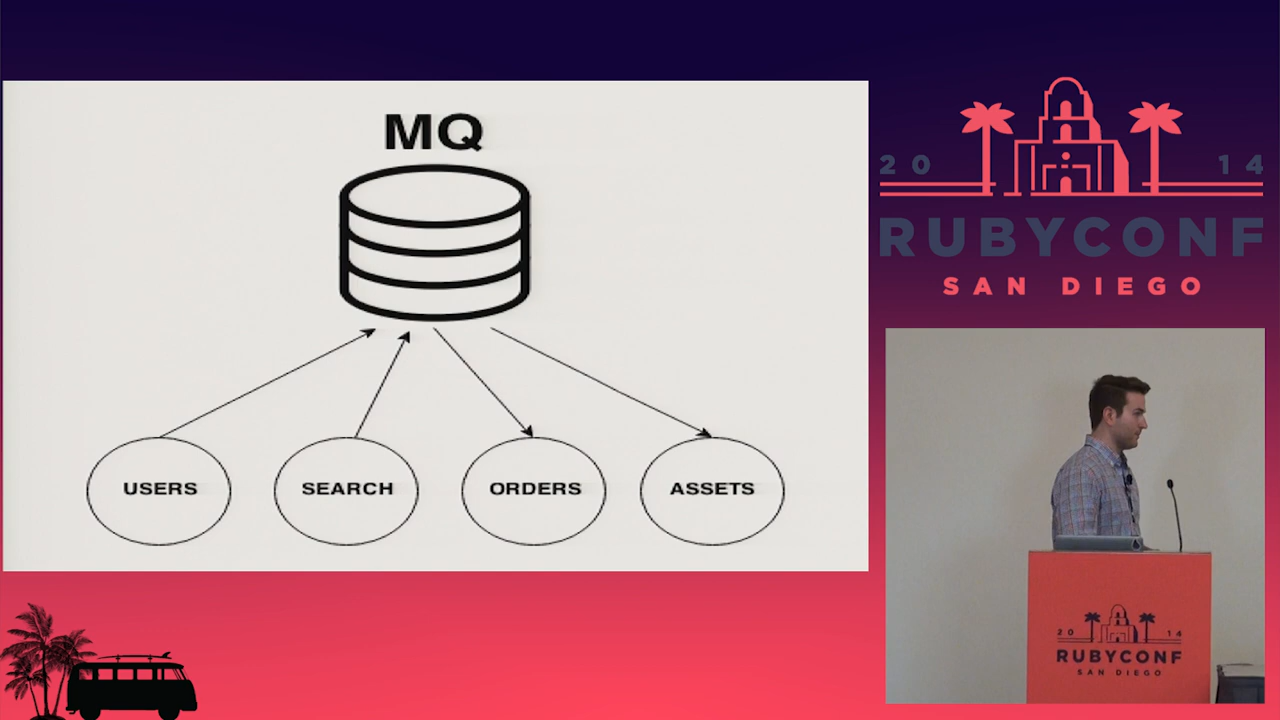 MQ
USERS
SEARCH
ORDERS
ASSETS
20 14
RUBYCONF
SAN DIEGO
20 14
RUBYCONF
SAN DIEGO